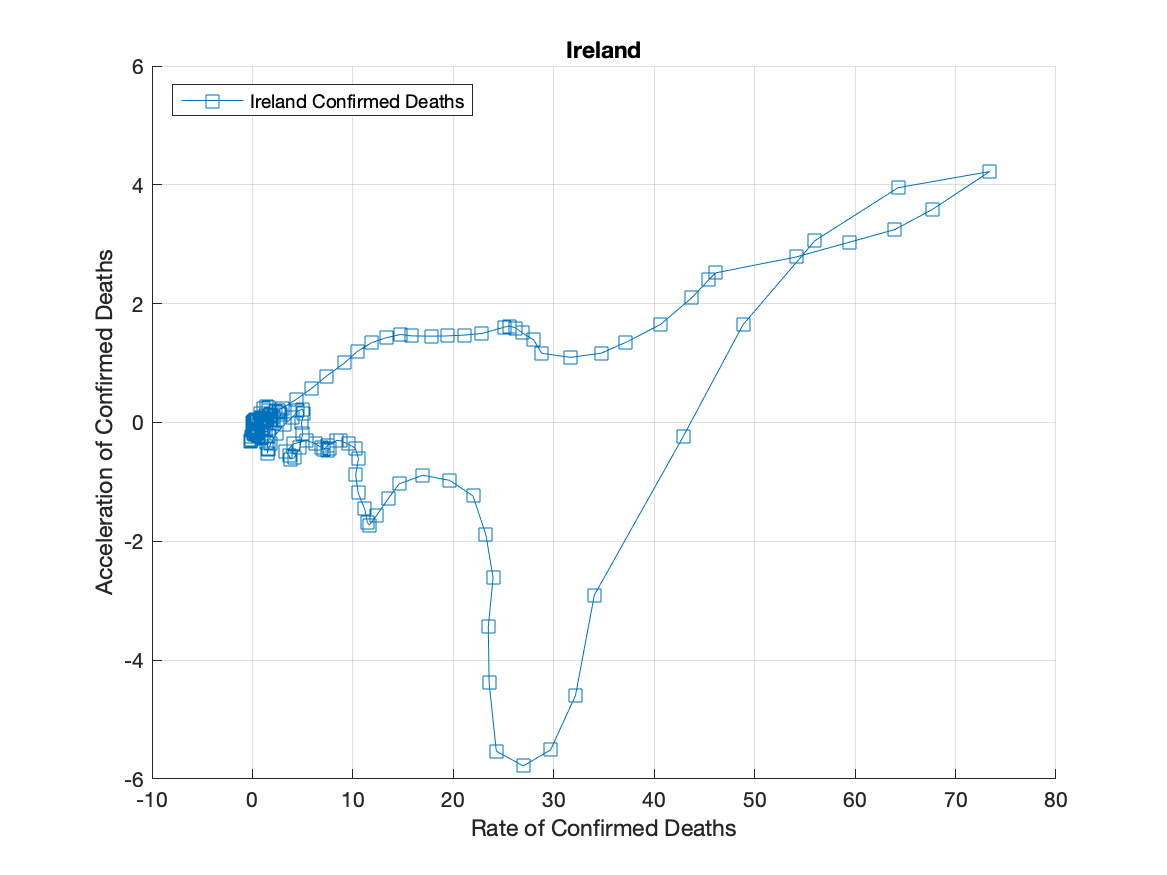 Ireland
Ireland Confirmed Deaths
6
4
2
0
-2
-4
-6
Acceleration of Confirmed Deaths
-10 0 10 20 30 40 50 60 70 80
Rate of Confirmed Deaths